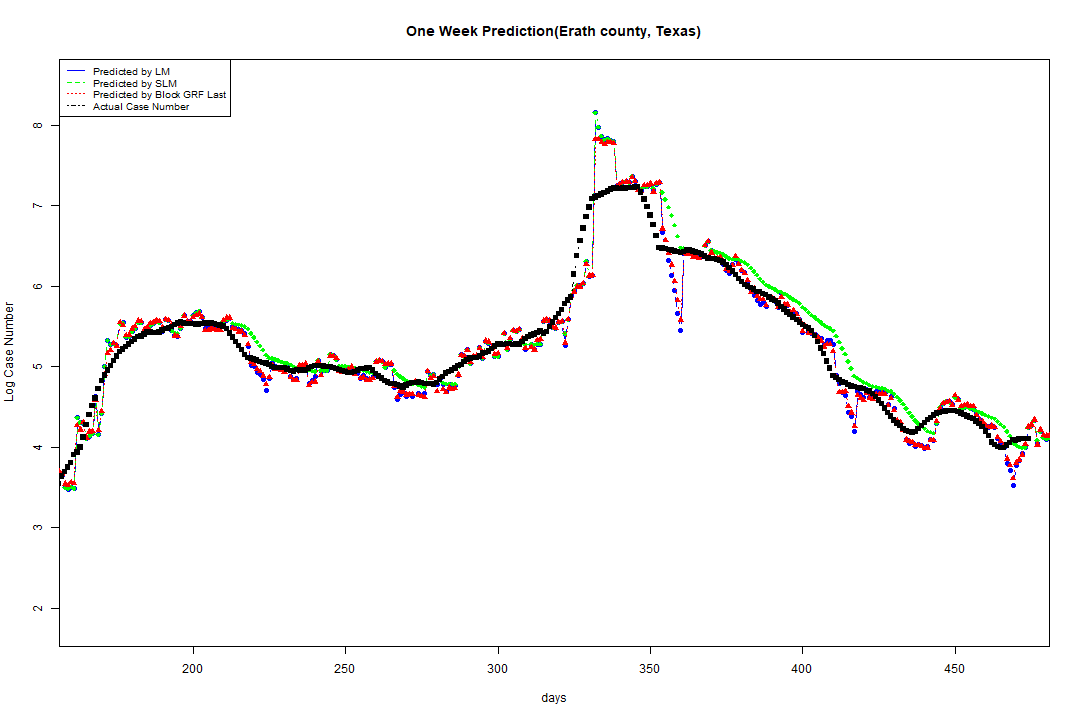 One Week Prediction(Erath county, Texas)
Predicted by LM
Predicted by SLM
Predicted by Block GRF Last
Actual Case Number
Log Case Number
8
7
6
5
4
3
2
200 250 300 350 400 450
days